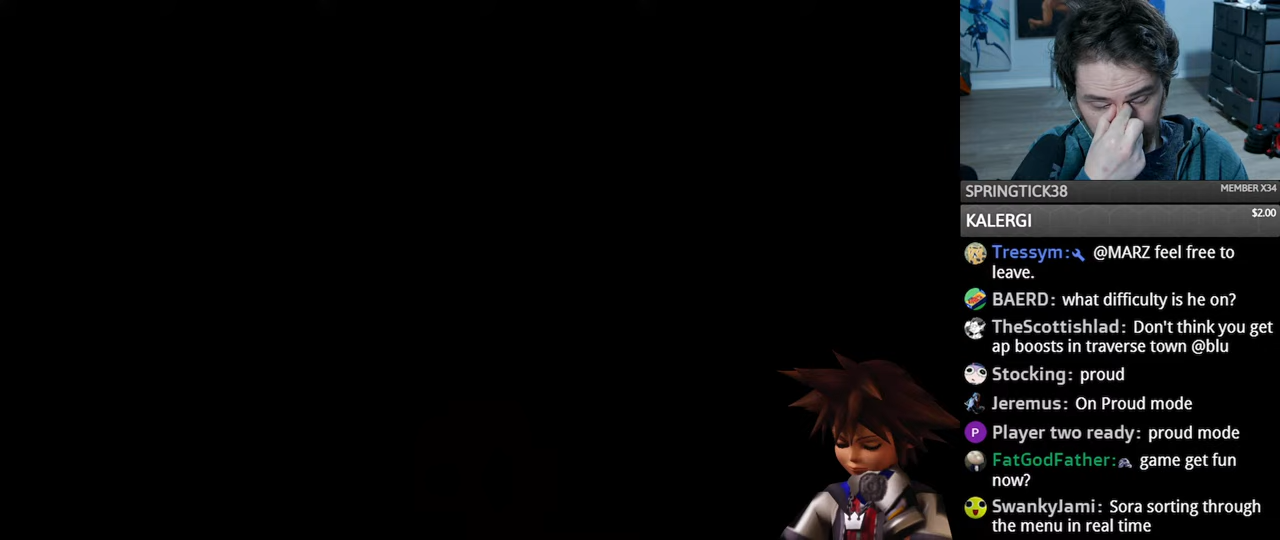 SPRINGTICK38
MEMBER X34
KALERGI
$2.00
Tressym: @MARZ feel free to
leave.
BAERD: what difficulty is he on?
TheScottishlad: Don't think you get
ap boosts in traverse town @blu
Stocking: proud
Jeremus: On Proud mode
P Player two ready: proud mode
FatGodFather: game get fun
now?
SwankyJami: Sora sorting through
the menu in real time